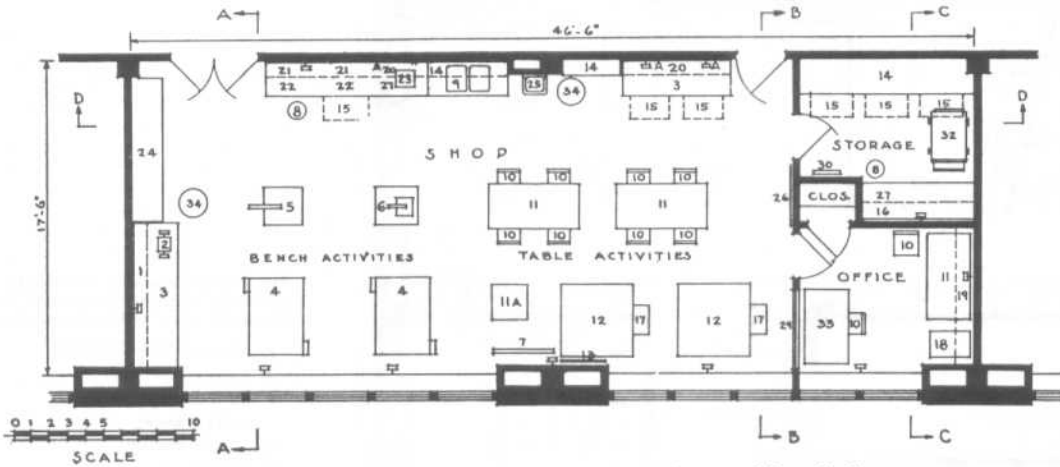 A B C
46'-6"
21 21 20 14 9 25 14 20 14
22 22 21 23 34 3
8 15 15 15 15 15 15
D D
SHOP STORAGE 32
24 30 8
10 10 10 10 26 CLOS. 27
34 5 6 11 11 16
17'-6"
2 10 10 10 10 10
BENCH ACTIVITIES TABLE ACTIVITIES OFFICE
1 3 4 4 11A 12 17 12 17 29 33 10 11 19
7 13 18
0 1 2 3 4 5 10
A B C
SCALE